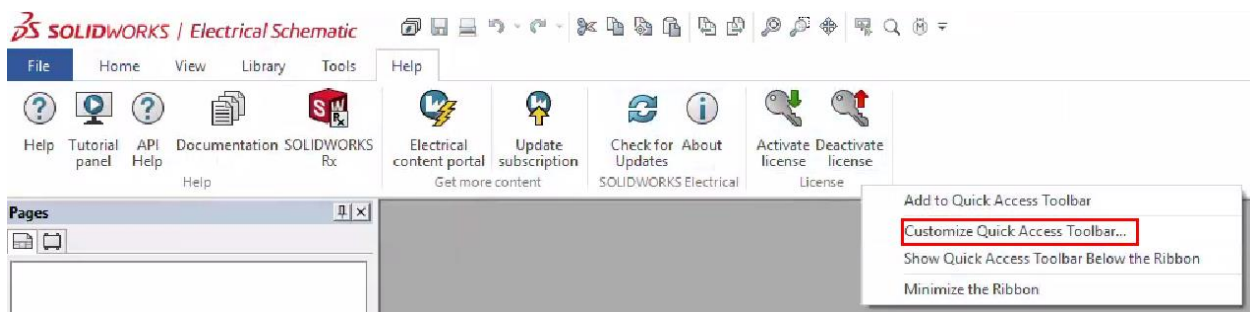 SOLIDWORKS | Electrical Schematic
File Home View Library Tools Help
Help Tutorial panel API Help Documentation SOLIDWORKS Rx Electrical content portal Update subscription Check for Updates About Activate license Deactivate license
Help Get more content SOLIDWORKS Electrical License
Pages
Add to Quick Access Toolbar
Customize Quick Access Toolbar...
Show Quick Access Toolbar Below the Ribbon
Minimize the Ribbon